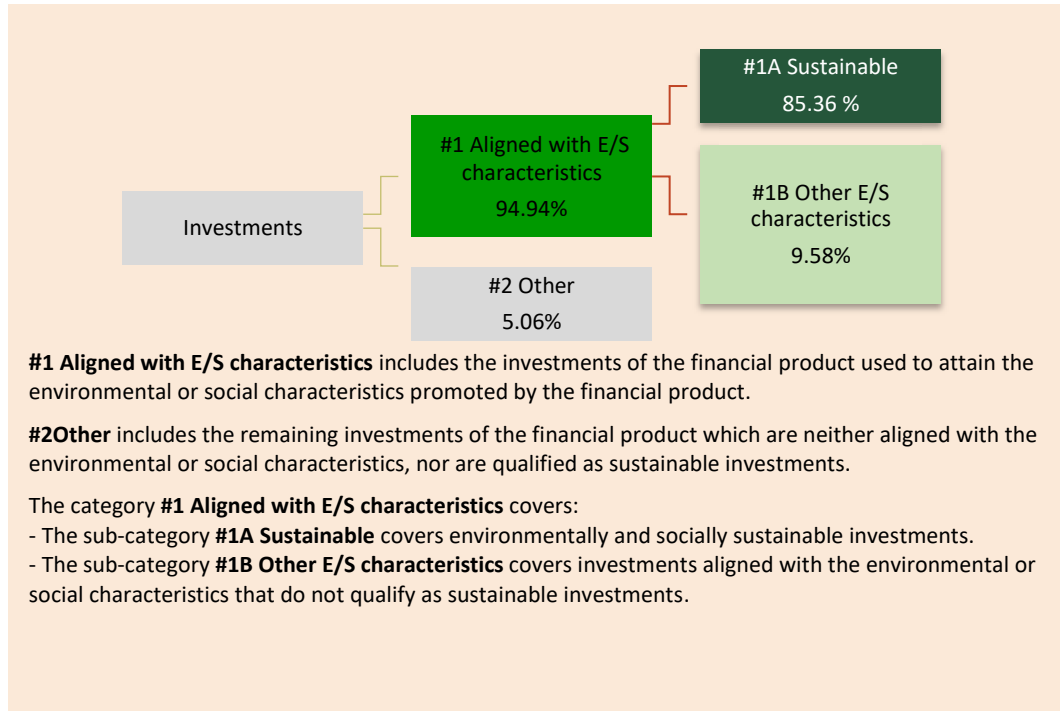 #1A Sustainable
85.36 %
#1 Aligned with E/S
characteristics
94.94%
Investments
#1B Other E/S
characteristics
9.58%
#2 Other
5.06%
#1 Aligned with E/S characteristics includes the investments of the financial product used to attain the
environmental or social characteristics promoted by the financial product.
#2Other includes the remaining investments of the financial product which are neither aligned with the
environmental or social characteristics, nor are qualified as sustainable investments.
The category #1 Aligned with E/S characteristics covers:
- The sub-category #1A Sustainable covers environmentally and socially sustainable investments.
- The sub-category #1B Other E/S characteristics covers investments aligned with the environmental or
social characteristics that do not qualify as sustainable investments.